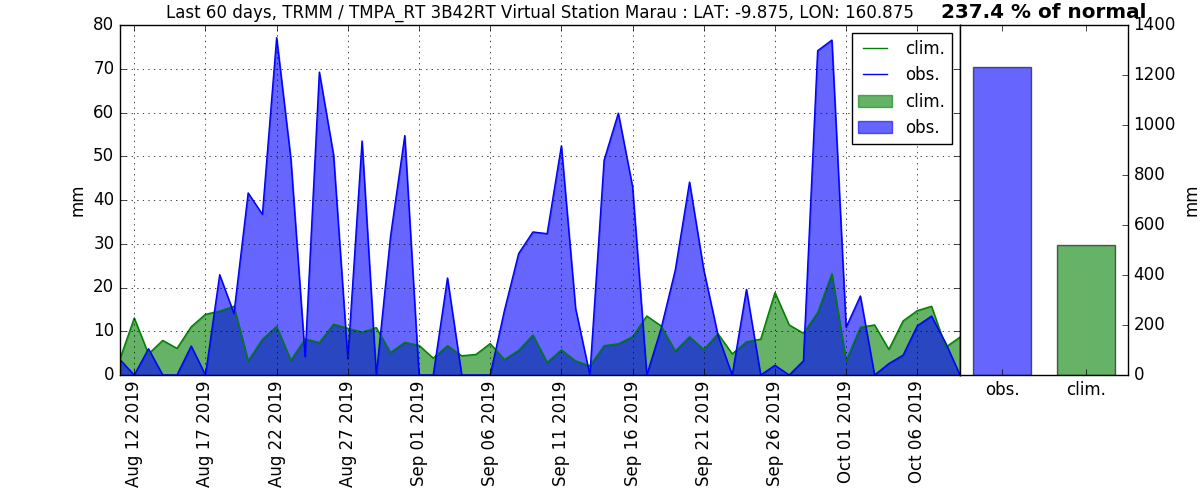 Last 60 days, TRMM / TMPA_RT 3B42RT Virtual Station Marau : LAT: -9.875, LON: 160.875
237.4 % of normal
80
70
60
50
40
30
20
10
0
mm
clim.
obs.
clim.
obs.
Aug 12 2019
Aug 17 2019
Aug 22 2019
Aug 27 2019
Sep 01 2019
Sep 06 2019
Sep 11 2019
Sep 16 2019
Sep 21 2019
Sep 26 2019
Oct 01 2019
Oct 06 2019
1400
1200
1000
800
600
400
200
0
mm
obs.
clim.